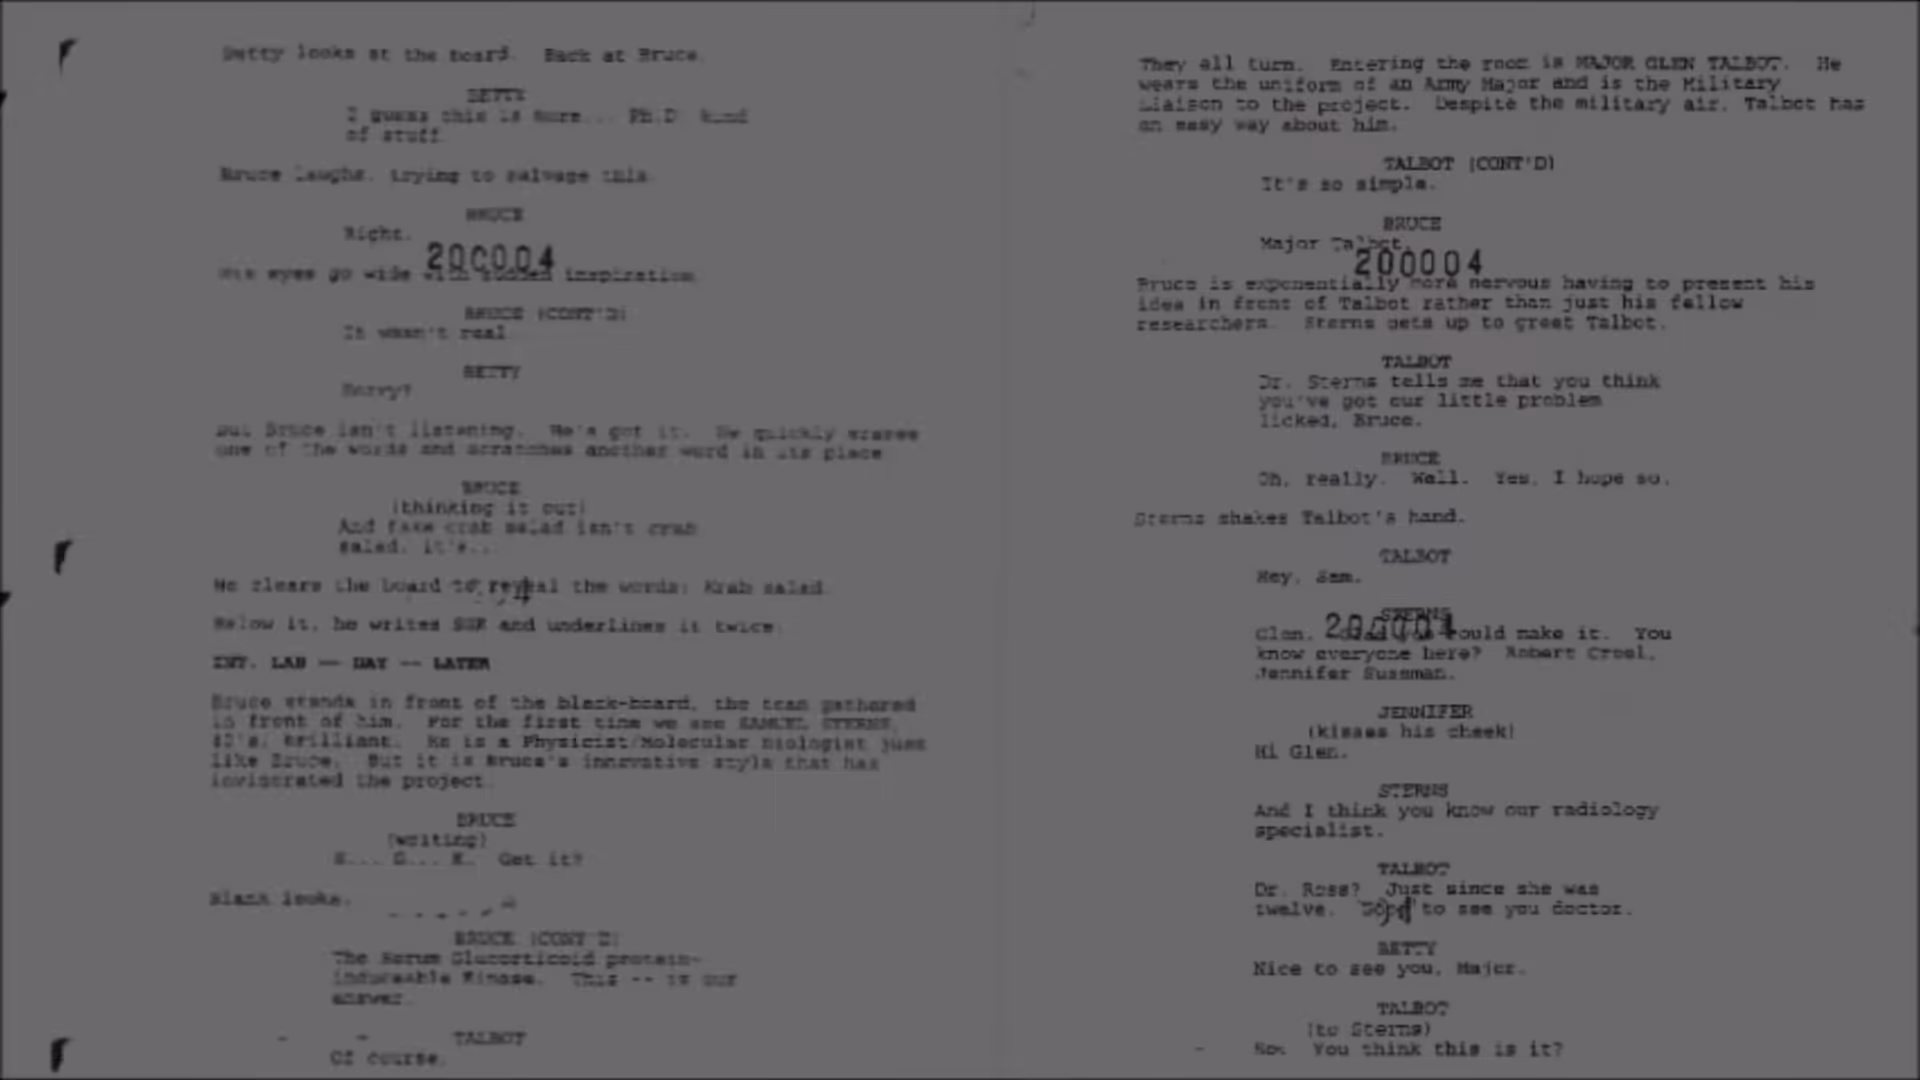 Betty looks at the board. Back at Bruce.
BETTY
I guess this is more... Ph.D. kind
of stuff.
Bruce laughs, trying to salvage this.
BRUCE
Right.
200004
His eyes go wide with sudden inspiration.
BRUCE (CONT'D)
It wasn't real.
BETTY
Sorry?
But Bruce isn't listening. He's got it. He quickly erases
one of the words and scratches another word in its place.
BRUCE
(thinking it out)
And fake crab salad isn't crab
salad, it's...
He clears the board to reveal the words: Krab salad.
Below it, he writes SGK and underlines it twice.
INT. LAB -- DAY -- LATER
Bruce stands in front of the black-board, the team gathered
in front of him. For the first time we see SAMUEL STERNS,
40's, brilliant. He is a Physicist/Molecular biologist just
like Bruce. But it is Bruce's innovative style that has
invigorated the project.
BRUCE
(writing)
S... G... K. Get it?
Blank looks.
BRUCE (CONT'D)
The Serum Glucorticoid protein-
induceable Kinase. This -- is our
answer.
TALBOT
Of course.
They all turn. Entering the room is MAJOR GLEN TALBOT. He
wears the uniform of an Army Major and is the Military
Liaison to the project. Despite the military air, Talbot has
an easy way about him.
TALBOT (CONT'D)
It's so simple.
BRUCE
Major Talbot.
200004
Bruce is exponentially more nervous having to present his
idea in front of Talbot rather than just his fellow
researchers. Sterns gets up to greet Talbot.
TALBOT
Dr. Sterns tells me that you think
you've got our little problem
licked, Bruce.
BRUCE
Oh, really. Well. Yes, I hope so.
Sterns shakes Talbot's hand.
TALBOT
Hey, Sam.
STERNS
200004
Glen. Glad you could make it. You
know everyone here? Robert Creel,
Jennifer Sussman.
JENNIFER
(kisses his cheek)
Hi Glen.
STERNS
And I think you know our radiology
specialist.
TALBOT
Dr. Ross? Just since she was
twelve. Good to see you doctor.
BETTY
Nice to see you, Major.
TALBOT
(to Sterns)
So. You think this is it?